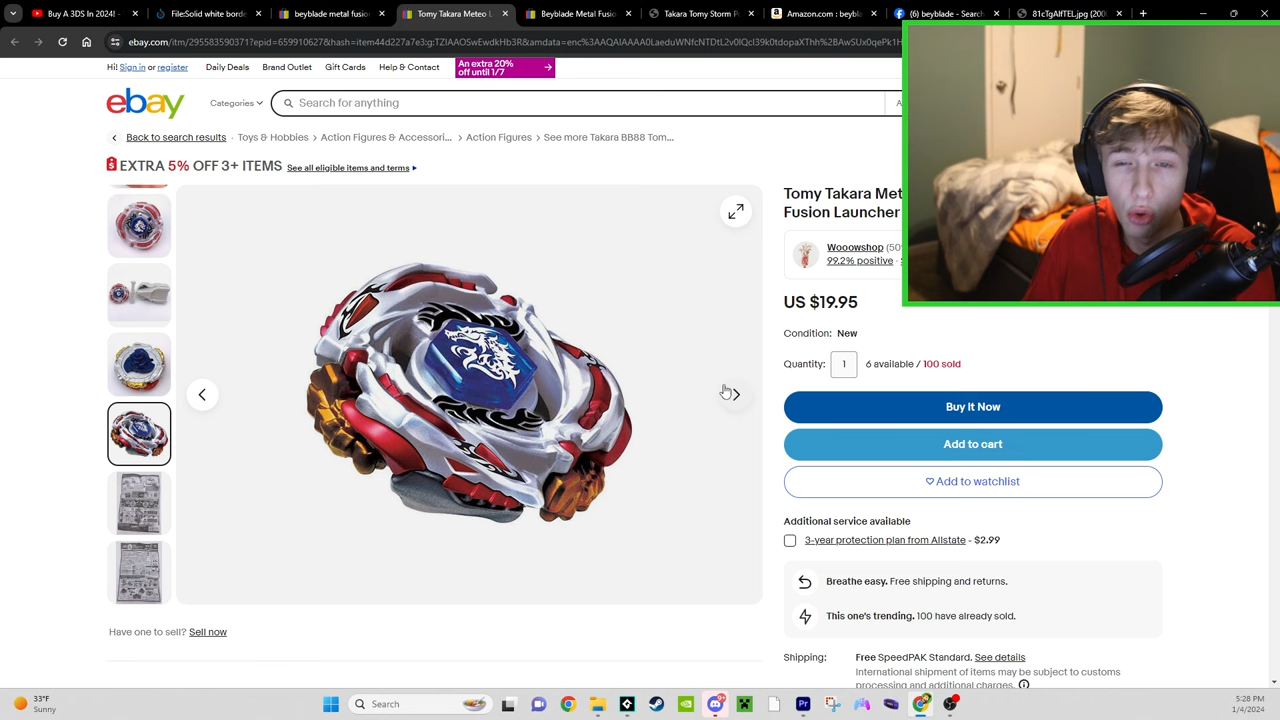 Buy A 3DS In 2024!
File:Solid white borde
beyblade metal fusion
Tomy Takara Meteo L
Beyblade Metal Fusio
Takara Tomy Storm P
Amazon.com : beybla
(6) beyblade - Search
81cTgAlfTEL.jpg (200
Hi! Sign in or register
Daily Deals
Brand Outlet
Gift Cards
Help & Contact
An extra 20%
off until 1/7
ebay
Categories
Search for anything
Back to search results
Toys & Hobbies
Action Figures & Accessori...
Action Figures
See more Takara BB88 Tom...
EXTRA 5% OFF 3+ ITEMS
See all eligible items and terms
Tomy Takara Met
Fusion Launcher
Wooowshop
99.2% positive
US $19.95
Condition: New
Quantity: 1 6 available / 100 sold
Buy It Now
Add to cart
Add to watchlist
Additional service available
3-year protection plan from Allstate - $2.99
Breathe easy. Free shipping and returns.
This one's trending. 100 have already sold.
Have one to sell? Sell now
Shipping: Free SpeedPAK Standard. See details
International shipment of items may be subject to customs
processing and additional charges.
33°F
Sunny
Search
5:28 PM
1/4/2024